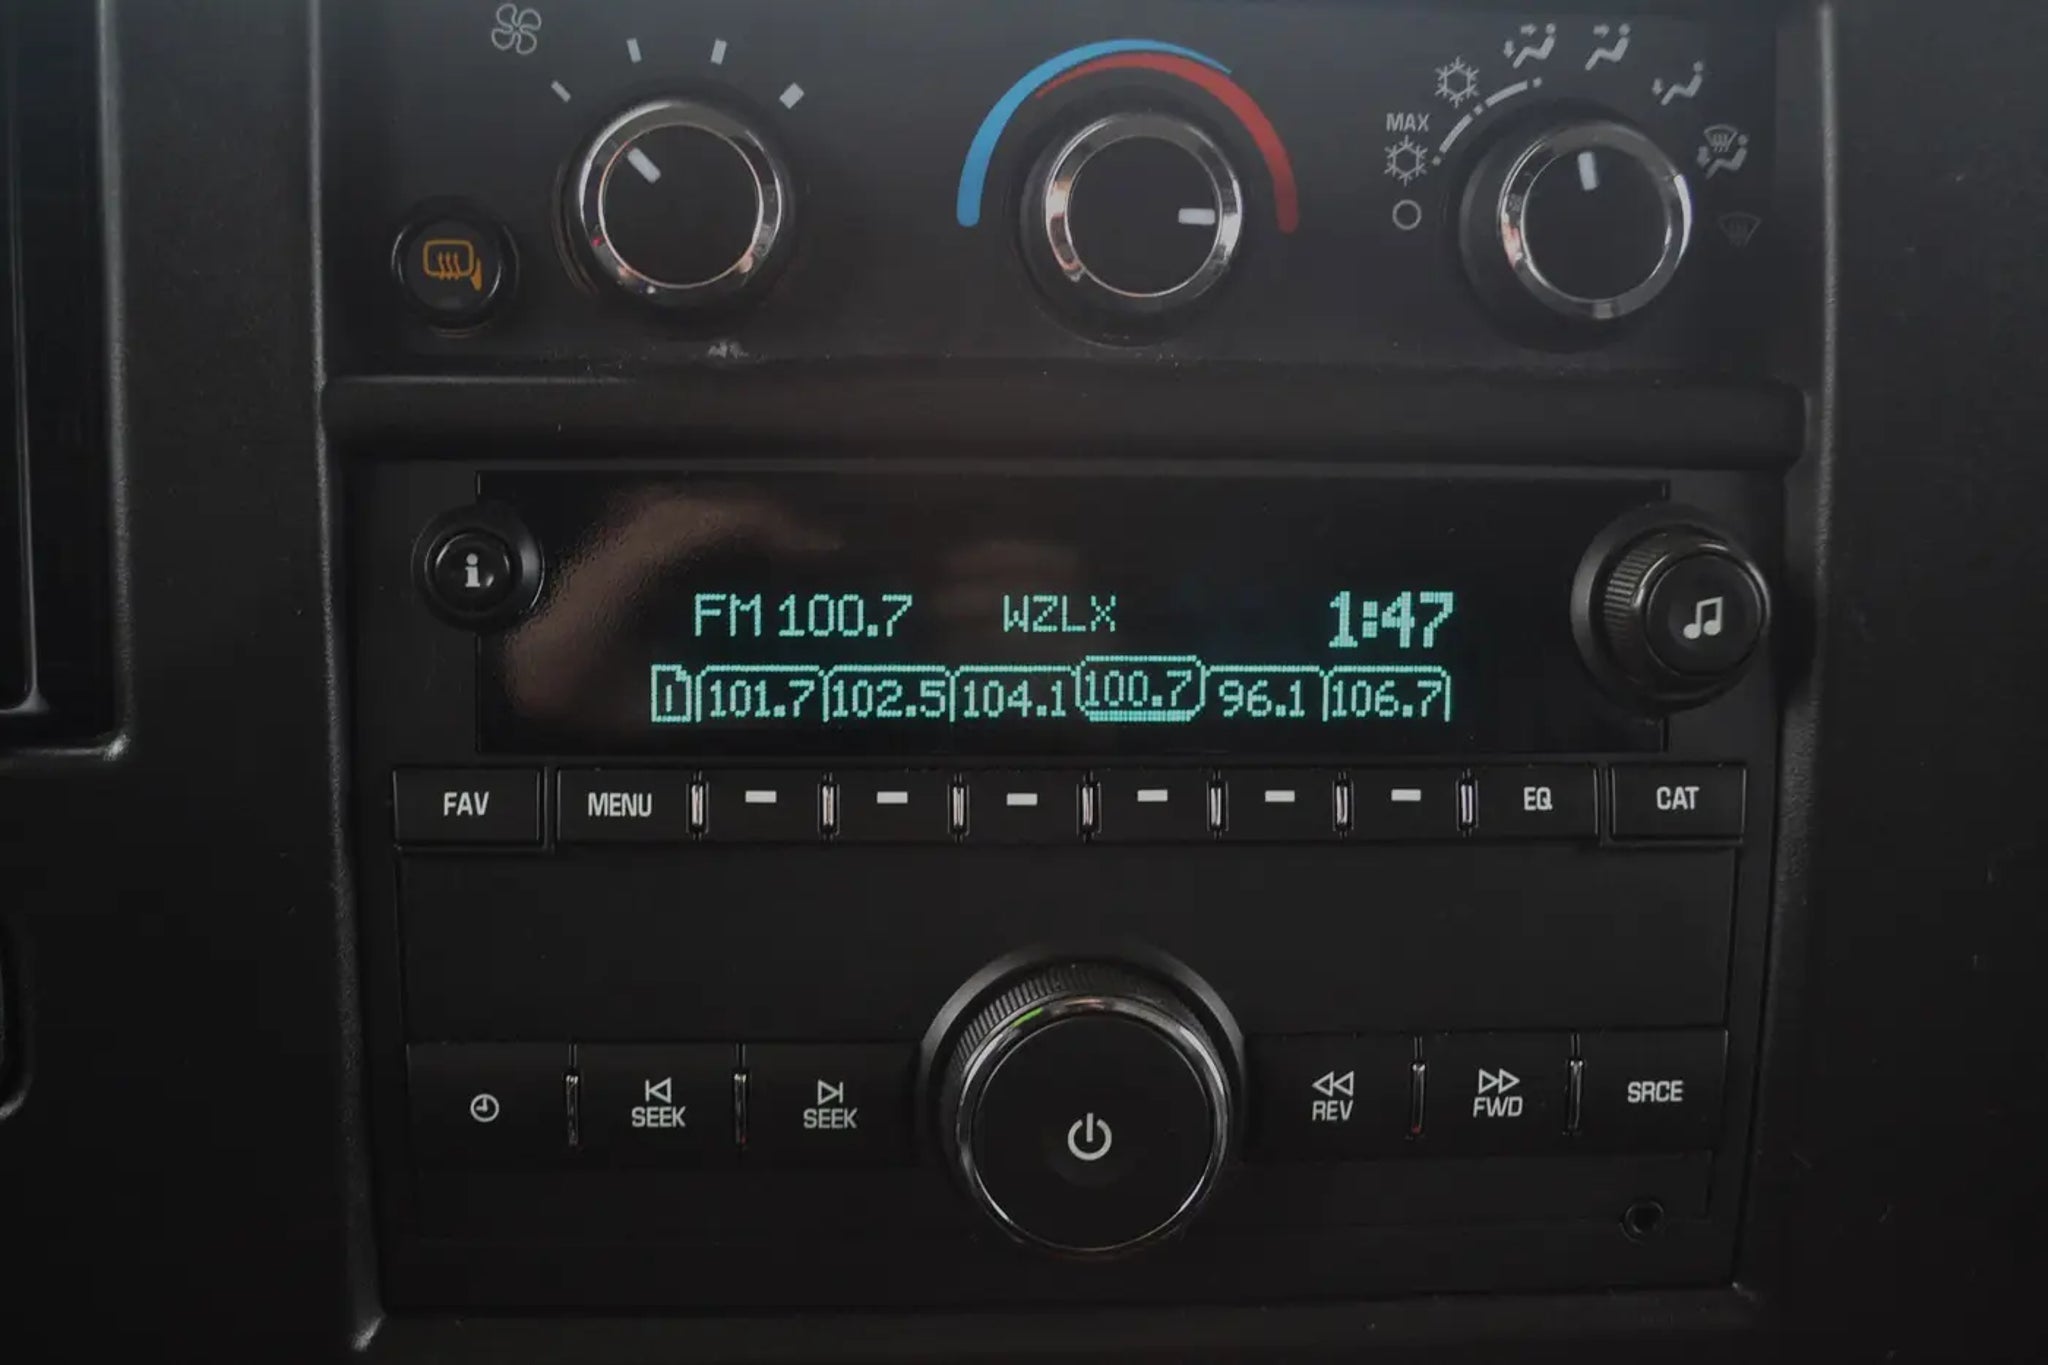 MAX
i
FM 100.7 WZLX 1:47
1 101.7 102.5 104.1 100.7 96.1 106.7
FAV MENU EQ CAT
SEEK SEEK REV FWD SRCE